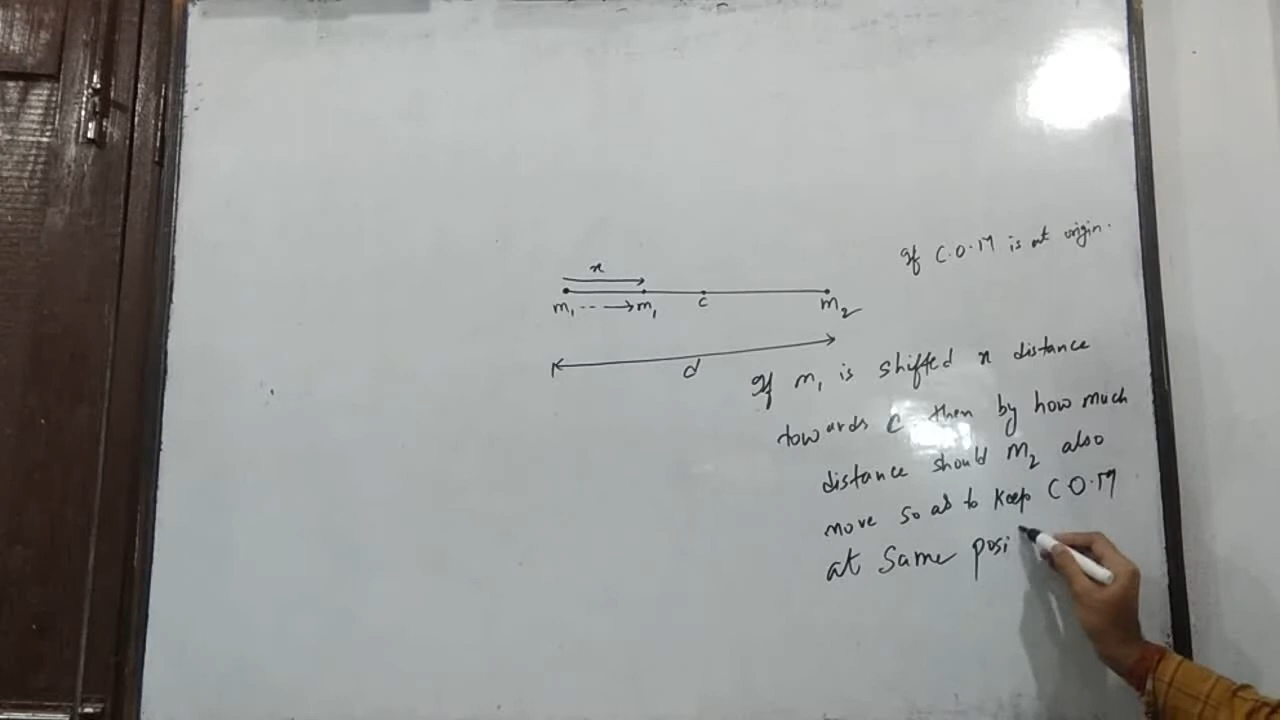 If C.O.M is at origin.
x
m₁ --→ m₁ c m₂
d
If m₁ is shifted x distance
towards C then by how much
distance should m₂ also
move so as to keep C O.M
at Same posi